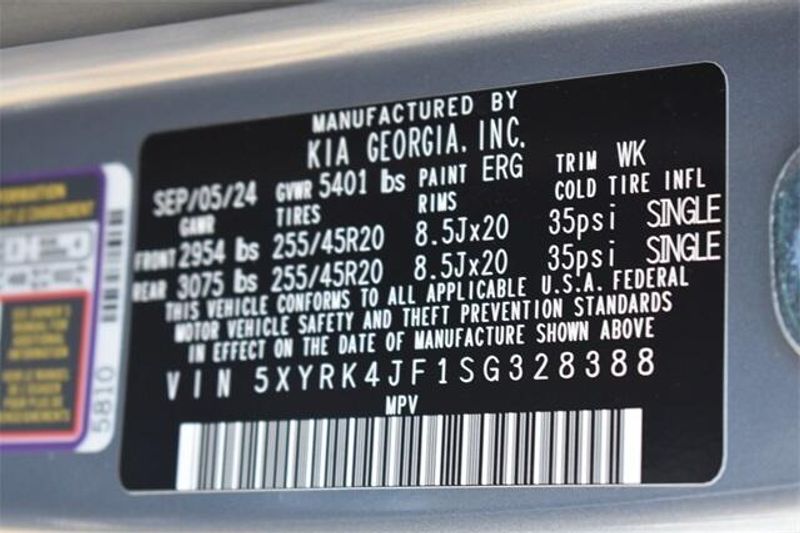 MANUFACTURED BY
KIA GEORGIA, INC.
SEP/05/24 GVWR 5401 lbs PAINT ERG TRIM WK
GAWR TIRES RIMS COLD TIRE INFL
FRONT 2954 lbs 255/45R20 8.5Jx20 35psi SINGLE
REAR 3075 lbs 255/45R20 8.5Jx20 35psi SINGLE
THIS VEHICLE CONFORMS TO ALL APPLICABLE U.S.A. FEDERAL
MOTOR VEHICLE SAFETY AND THEFT PREVENTION STANDARDS
IN EFFECT ON THE DATE OF MANUFACTURE SHOWN ABOVE
VIN 5XYRK4JF1SG328388
MPV
5810